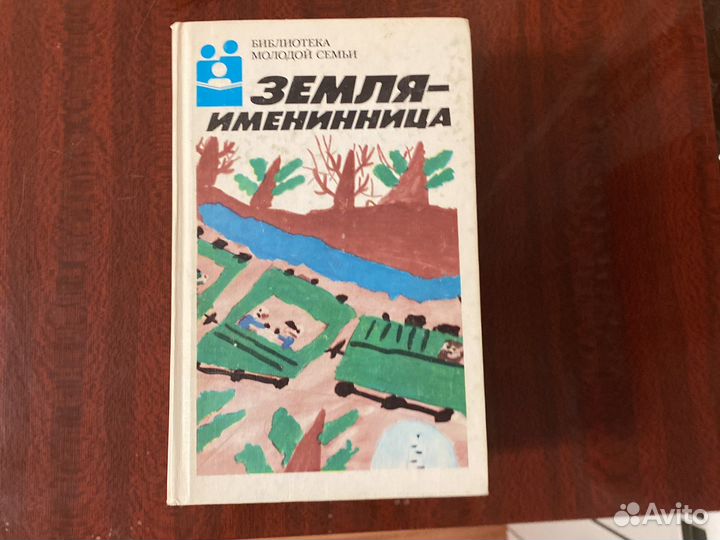 БИБЛИОТЕКА
МОЛОДОЙ СЕМЬИ
ЗЕМЛЯ–
ИМЕНИННИЦА
Avito